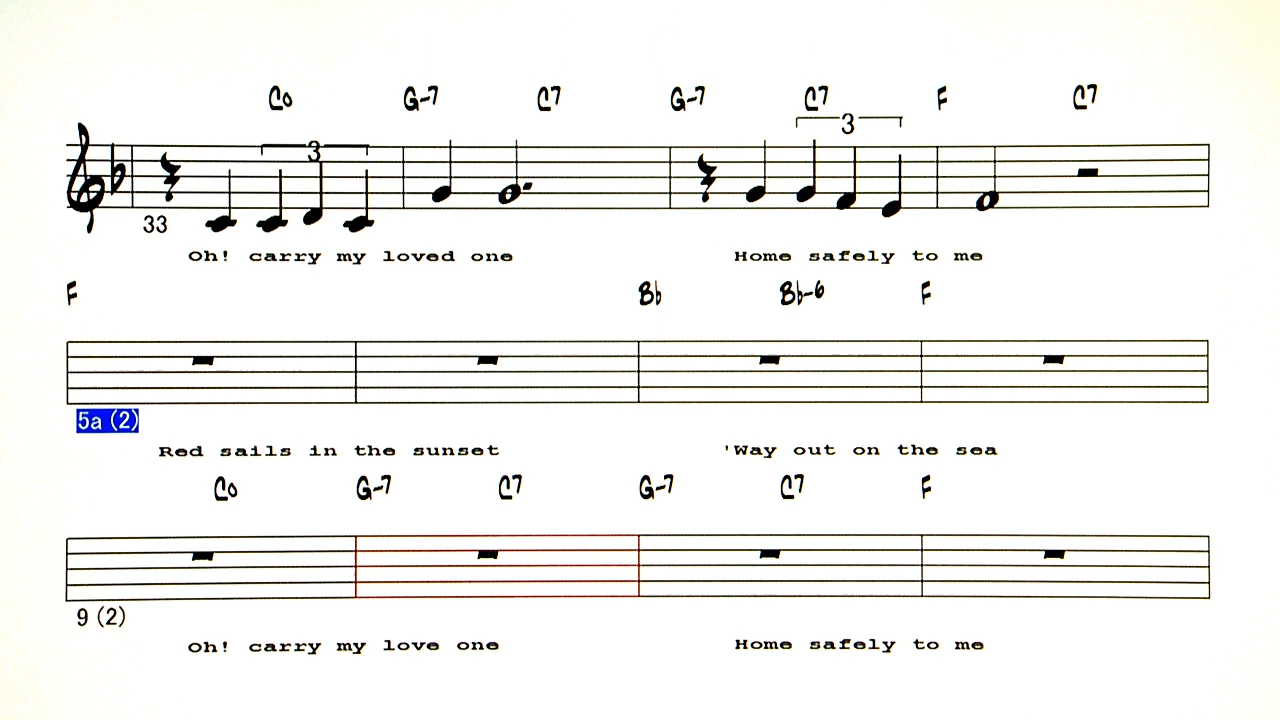 Co G-7 C7 G-7 C7 F C7
3 3
33
Oh! carry my loved one Home safely to me
F Bb Bb-6 F
5a (2)
Red sails in the sunset 'Way out on the sea
Co G-7 C7 G-7 C7 F
9 (2)
Oh! carry my love one Home safely to me